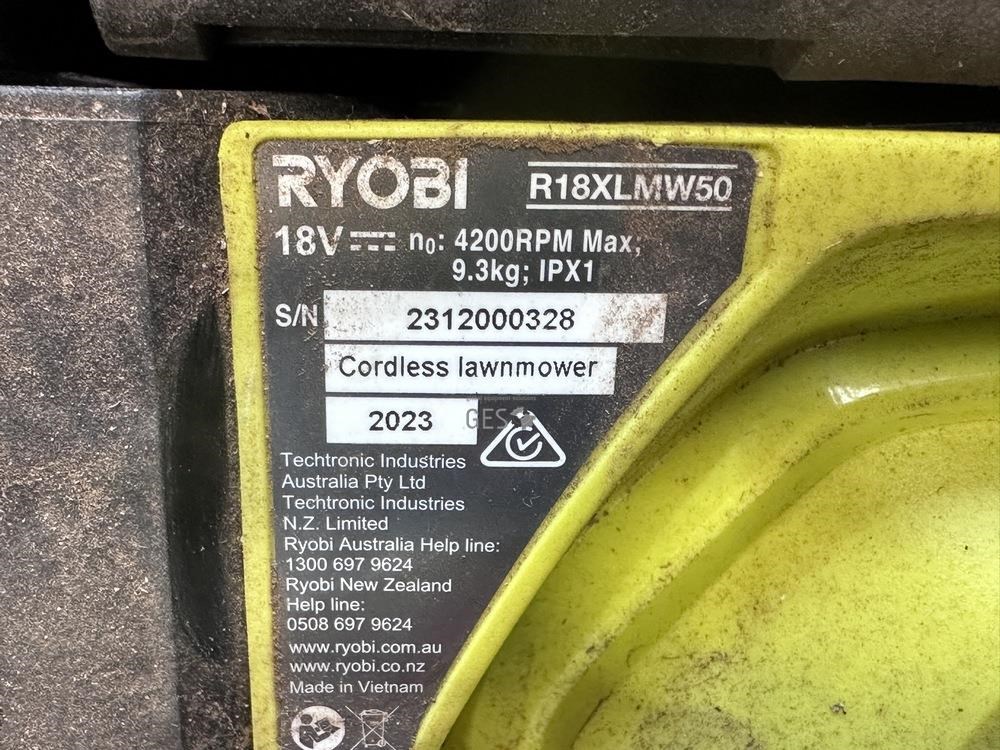 RYOBI
R18XLMW50
18V n₀: 4200RPM Max;
9.3kg; IPX1
S/N 2312000328
Cordless lawnmower
2023
GES
Techtronic Industries
Australia Pty Ltd
Techtronic Industries
N.Z. Limited
Ryobi Australia Help line:
1300 697 9624
Ryobi New Zealand
Help line:
0508 697 9624
www.ryobi.com.au
www.ryobi.co.nz
Made in Vietnam